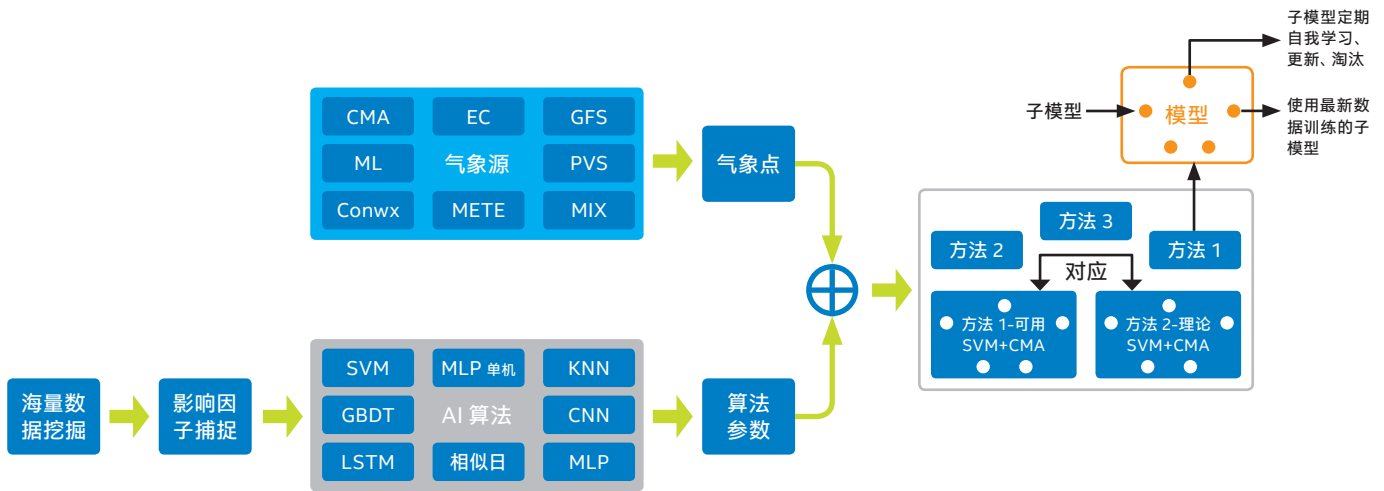 子模型定期
自我学习、
更新、淘汰
子模型
模型
使用最新数
据训练的子
模型
CMA
EC
GFS
ML
气象源
PVS
Conwx
METE
MIX
气象点
方法 3
方法 2
方法 1
对应
方法 1-可用
SVM+CMA
方法 2-理论
SVM+CMA
海量数
据挖掘
影响因
子捕捉
SVM
MLP 单机
KNN
GBDT
AI 算法
CNN
LSTM
相似日
MLP
算法
参数